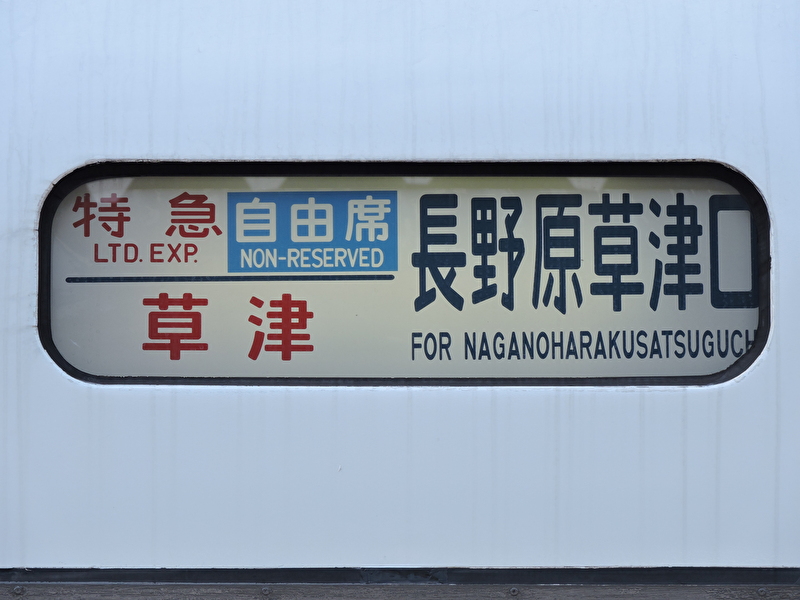 特急
LTD. EXP.
自由席
NON-RESERVED
草津
長野原草津口
FOR NAGANOHARAKUSATSUGUCH